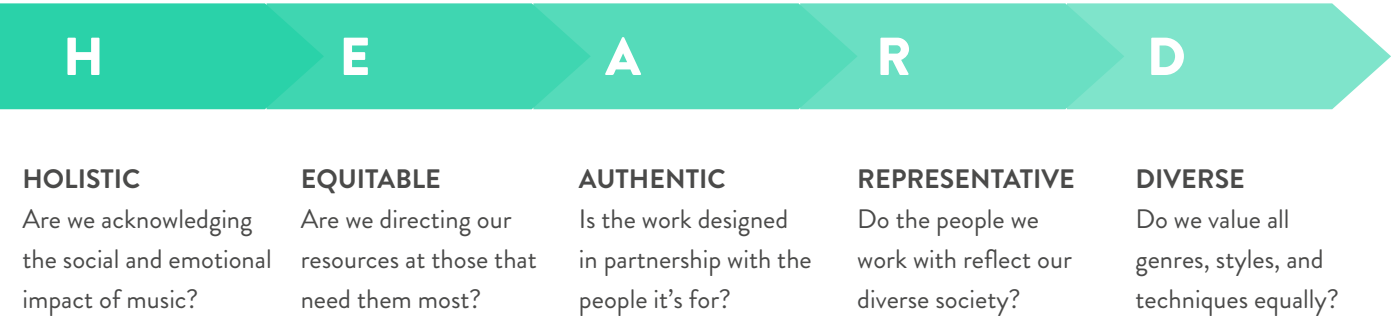 H E A R D
HOLISTIC
Are we acknowledging
the social and emotional
impact of music?
EQUITABLE
Are we directing our
resources at those that
need them most?
AUTHENTIC
Is the work designed
in partnership with the
people it’s for?
REPRESENTATIVE
Do the people we
work with reflect our
diverse society?
DIVERSE
Do we value all
genres, styles, and
techniques equally?